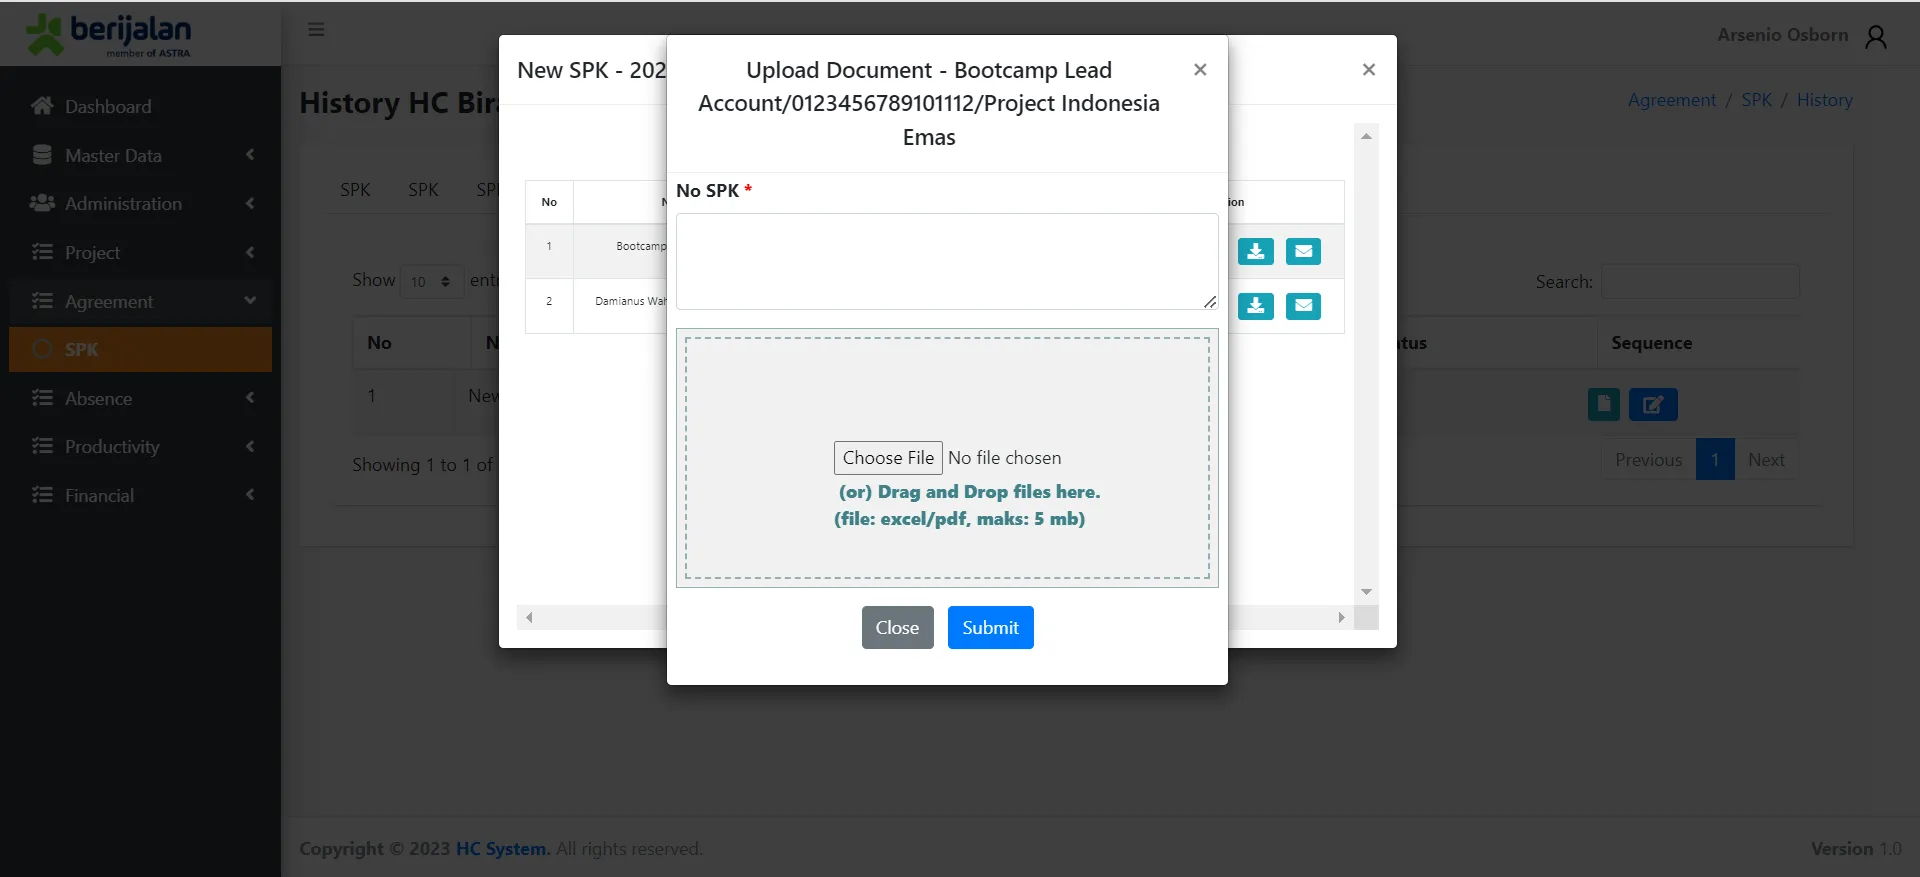 berijalan
member of ASTRA
Arsenio Osborn
Dashboard
Master Data
Administration
Project
Agreement
SPK
Absence
Productivity
Financial
History HC Bir
Agreement / SPK / History
SPK SPK SP
Show 10 ent
Search:
No N
atus Sequence
1 New
Showing 1 to 1 of
Previous 1 Next
New SPK - 202
×
No N
ion
1 Bootcamp
2 Damianus Wah
Upload Document - Bootcamp Lead
Account/0123456789101112/Project Indonesia
Emas
×
No SPK *
Choose File No file chosen
(or) Drag and Drop files here.
(file: excel/pdf, maks: 5 mb)
Close Submit
Copyright © 2023 HC System. All rights reserved.
Version 1.0